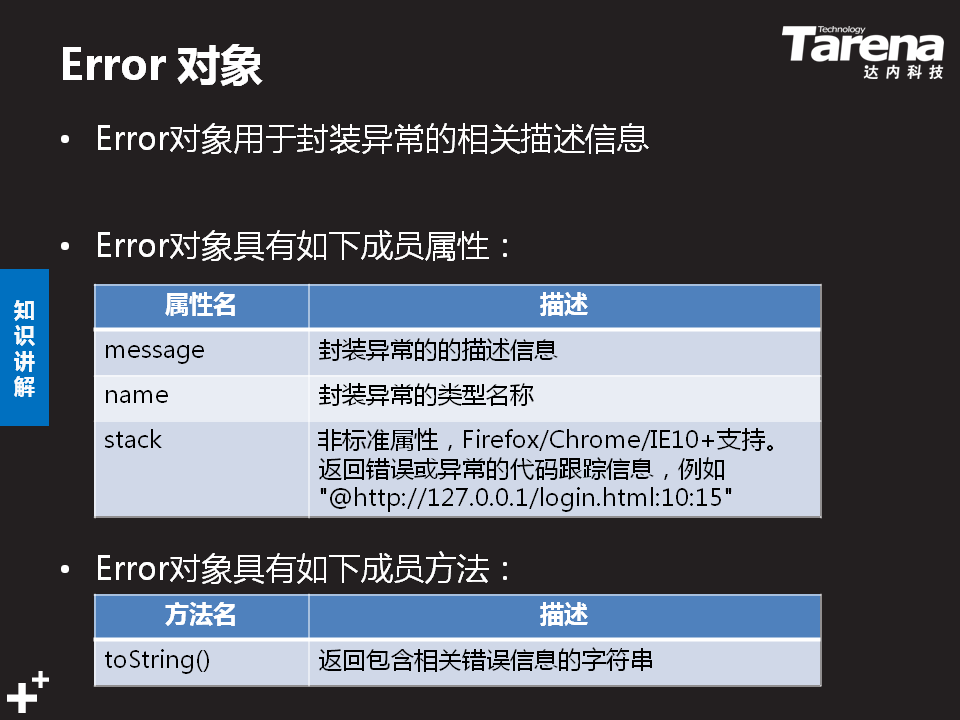 Error 对象
Technology
Tarena
达内科技
• Error对象用于封装异常的相关描述信息
• Error对象具有如下成员属性：
知识讲解
属性名 描述
message 封装异常的的描述信息
name 封装异常的类型名称
stack 非标准属性，Firefox/Chrome/IE10+支持。
返回错误或异常的代码跟踪信息，例如
"@http://127.0.0.1/login.html:10:15"
• Error对象具有如下成员方法：
方法名 描述
toString() 返回包含相关错误信息的字符串